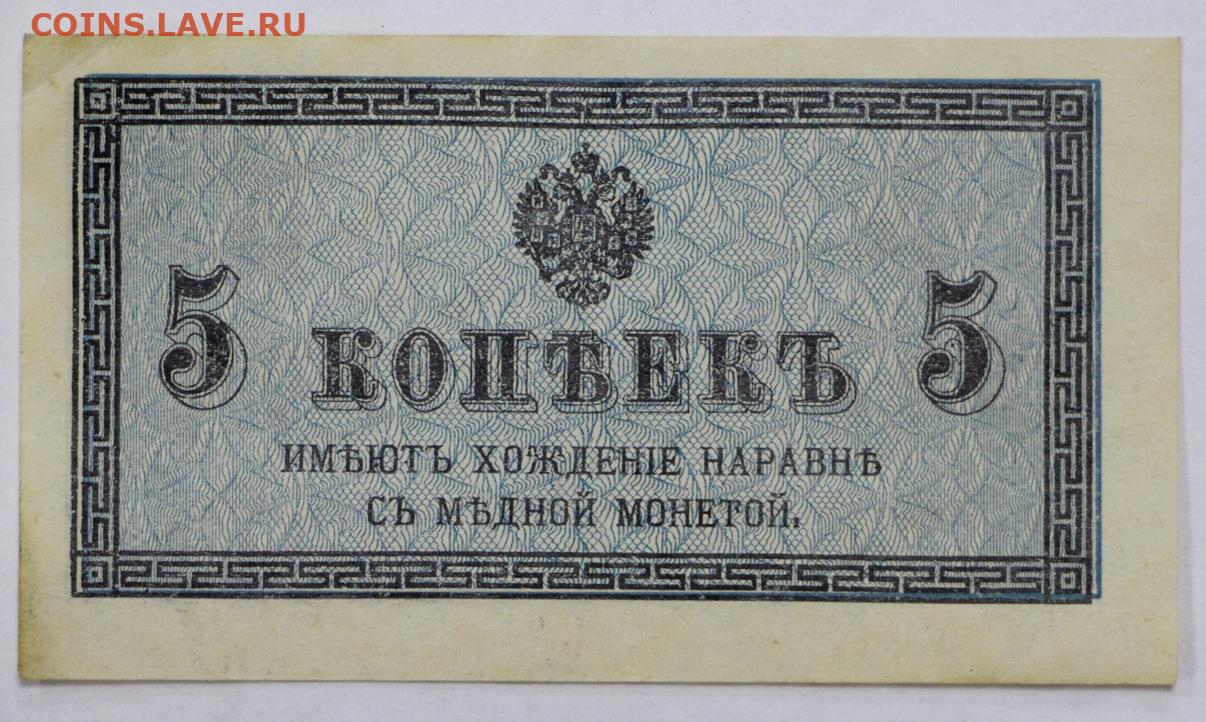 COINS.LAVE.RU
5 КОПѢЕКЪ 5
ИМѢЮТЪ ХОЖДЕНІЕ НАРАВНѢ
СЪ МѢДНОЙ МОНЕТОЙ.